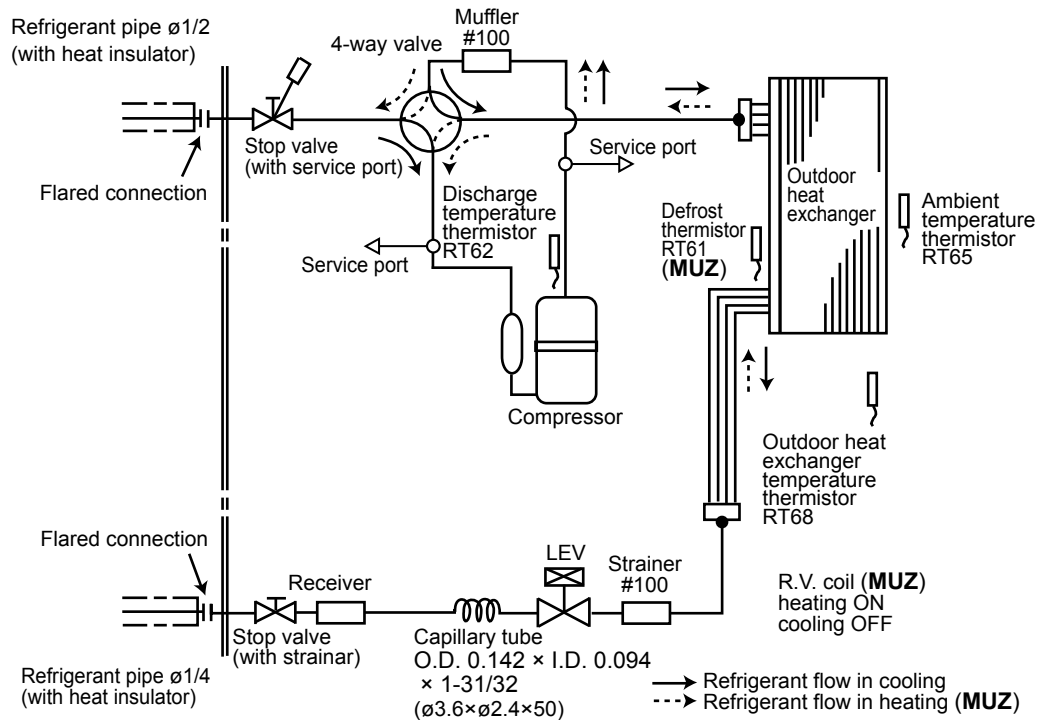 Refrigerant pipe ø1/2
(with heat insulator)
Muffler
#100
4-way valve
Stop valve
(with service port)
Flared connection
Service port
Discharge
temperature
thermistor
RT62
Service port
Outdoor
heat
exchanger
Defrost
thermistor
RT61
(MUZ)
Ambient
temperature
thermistor
RT65
Compressor
Outdoor heat
exchanger
temperature
thermistor
RT68
Flared connection
Receiver
LEV
Strainer
#100
R.V. coil (MUZ)
heating ON
cooling OFF
Stop valve
(with strainar)
Capillary tube
O.D. 0.142 × I.D. 0.094
× 1-31/32
(ø3.6×ø2.4×50)
Refrigerant pipe ø1/4
(with heat insulator)
Refrigerant flow in cooling
Refrigerant flow in heating (MUZ)